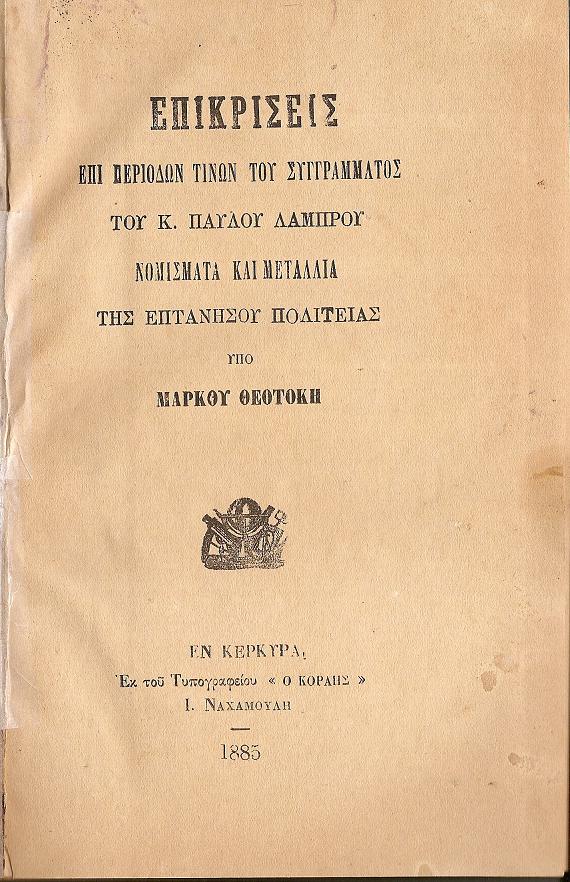 ΕΠΙΚΡΙΣΕΙΣ
ΕΠΙ ΠΕΡΙΟΔΩΝ ΤΙΝΩΝ ΤΟΥ ΣΥΓΓΡΑΜΜΑΤΟΣ
ΤΟΥ Κ. ΠΑΥΛΟΥ ΛΑΜΠΡΟΥ
ΝΟΜΙΣΜΑΤΑ ΚΑΙ ΜΕΤΑΛΛΙΑ
ΤΗΣ ΕΠΤΑΝΗΣΟΥ ΠΟΛΙΤΕΙΑΣ
ΥΠΟ
ΜΑΡΚΟΥ ΘΕΟΤΟΚΗ
ΕΝ ΚΕΡΚΥΡΑ,
Ἐκ τοῦ Τυπογραφείου « Ο ΚΟΡΑΗΣ »
Ι. ΝΑΧΑΜΟΥΛΗ
1885